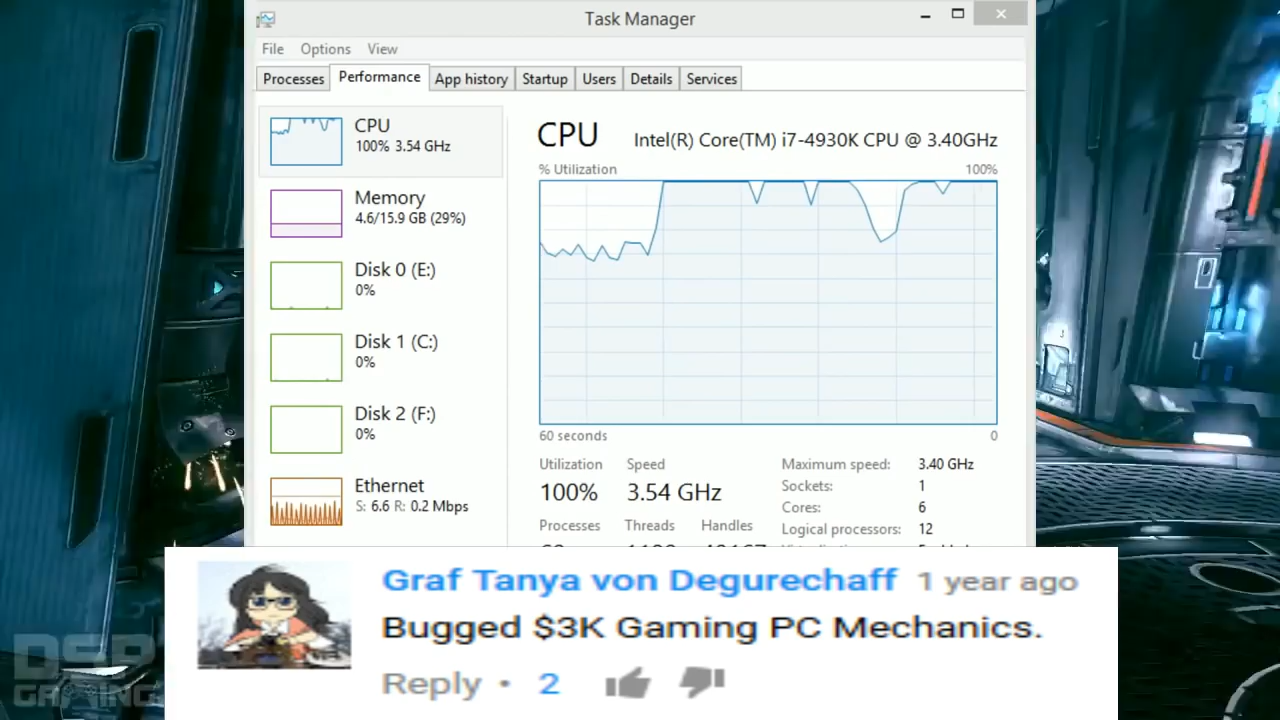 Task Manager
File Options View
Processes Performance App history Startup Users Details Services
CPU
100% 3.54 GHz
Memory
4.6/15.9 GB (29%)
Disk 0 (E:)
0%
Disk 1 (C:)
0%
Disk 2 (F:)
0%
Ethernet
S: 6.6 R: 0.2 Mbps
CPU Intel(R) Core(TM) i7-4930K CPU @ 3.40GHz
% Utilization 100%
60 seconds 0
Utilization Speed
100% 3.54 GHz
Processes Threads Handles
Maximum speed: 3.40 GHz
Sockets: 1
Cores: 6
Logical processors: 12
Graf Tanya von Degurechaff 1 year ago
Bugged $3K Gaming PC Mechanics.
Reply • 2
DSP
GAMING